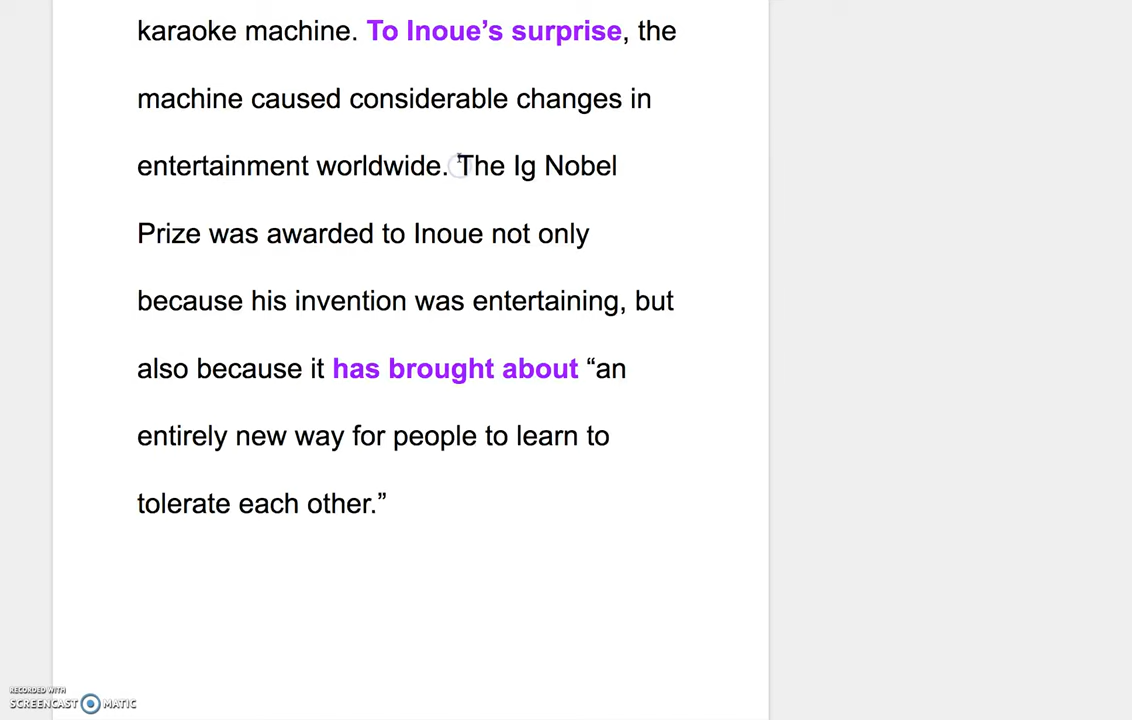 karaoke machine. To Inoue’s surprise, the
machine caused considerable changes in
entertainment worldwide. The Ig Nobel
Prize was awarded to Inoue not only
because his invention was entertaining, but
also because it has brought about “an
entirely new way for people to learn to
tolerate each other.”
RECORDED WITH
SCREENCAST MATIC